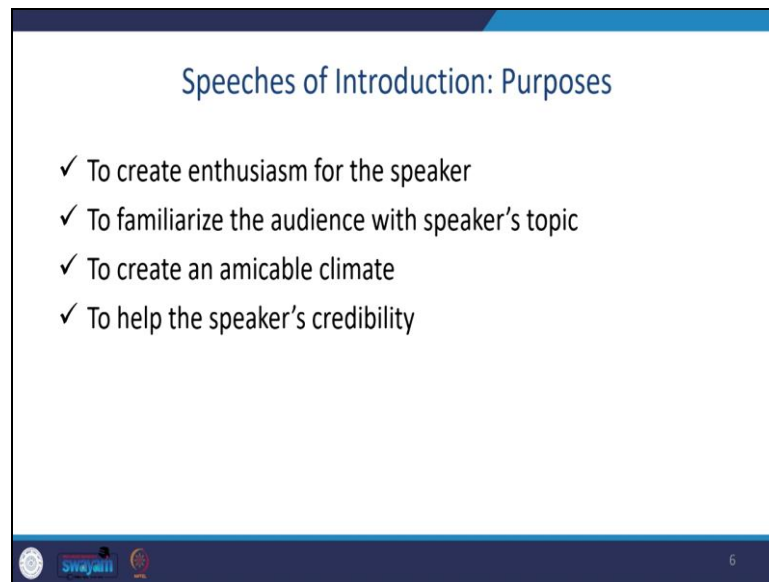 Speeches of Introduction: Purposes
✓ To create enthusiasm for the speaker
✓ To familiarize the audience with speaker's topic
✓ To create an amicable climate
✓ To help the speaker's credibility
swayam
6